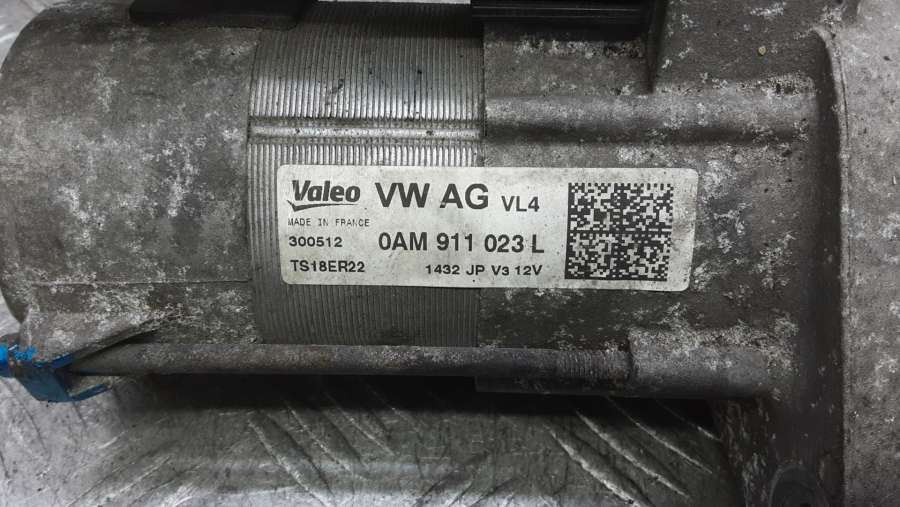 Valeo VW AG VL4
MADE IN FRANCE
300512 0AM 911 023 L
TS18ER22 1432 JP V3 12V